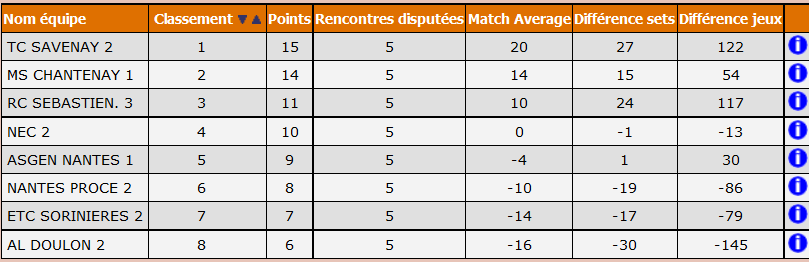 Nom équipe Classement ▼▲ Points Rencontres disputées Match Average Différence sets Différence jeux
TC SAVENAY 2 1 15 5 20 27 122
MS CHANTENAY 1 2 14 5 14 15 54
RC SEBASTIEN. 3 3 11 5 10 24 117
NEC 2 4 10 5 0 -1 -13
ASGEN NANTES 1 5 9 5 -4 1 30
NANTES PROCE 2 6 8 5 -10 -19 -86
ETC SORINIERES 2 7 7 5 -14 -17 -79
AL DOULON 2 8 6 5 -16 -30 -145